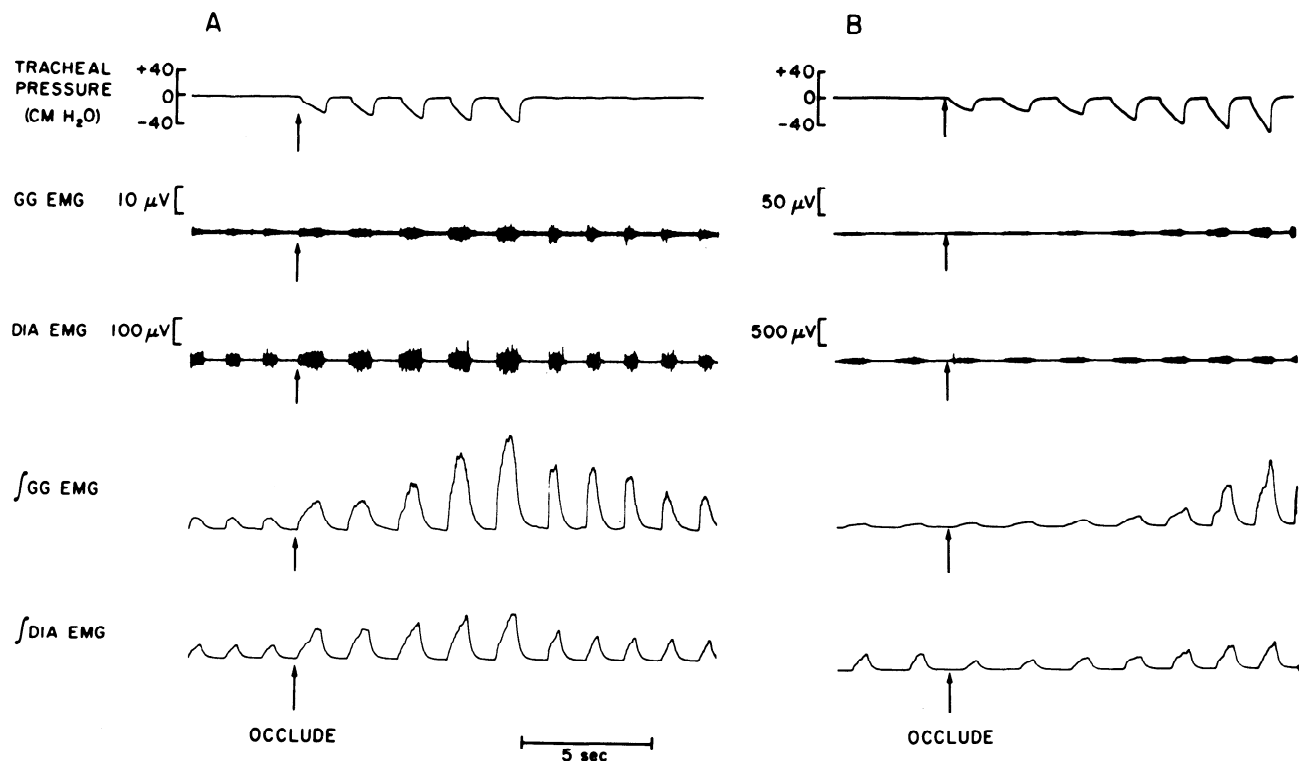 A
B
TRACHEAL
PRESSURE
(CM H₂O)
+40
0
-40
+40
0
-40
GG EMG 10 µV
50 µV
DIA EMG 100 µV
500 µV
∫GG EMG
∫DIA EMG
OCCLUDE
5 sec
OCCLUDE